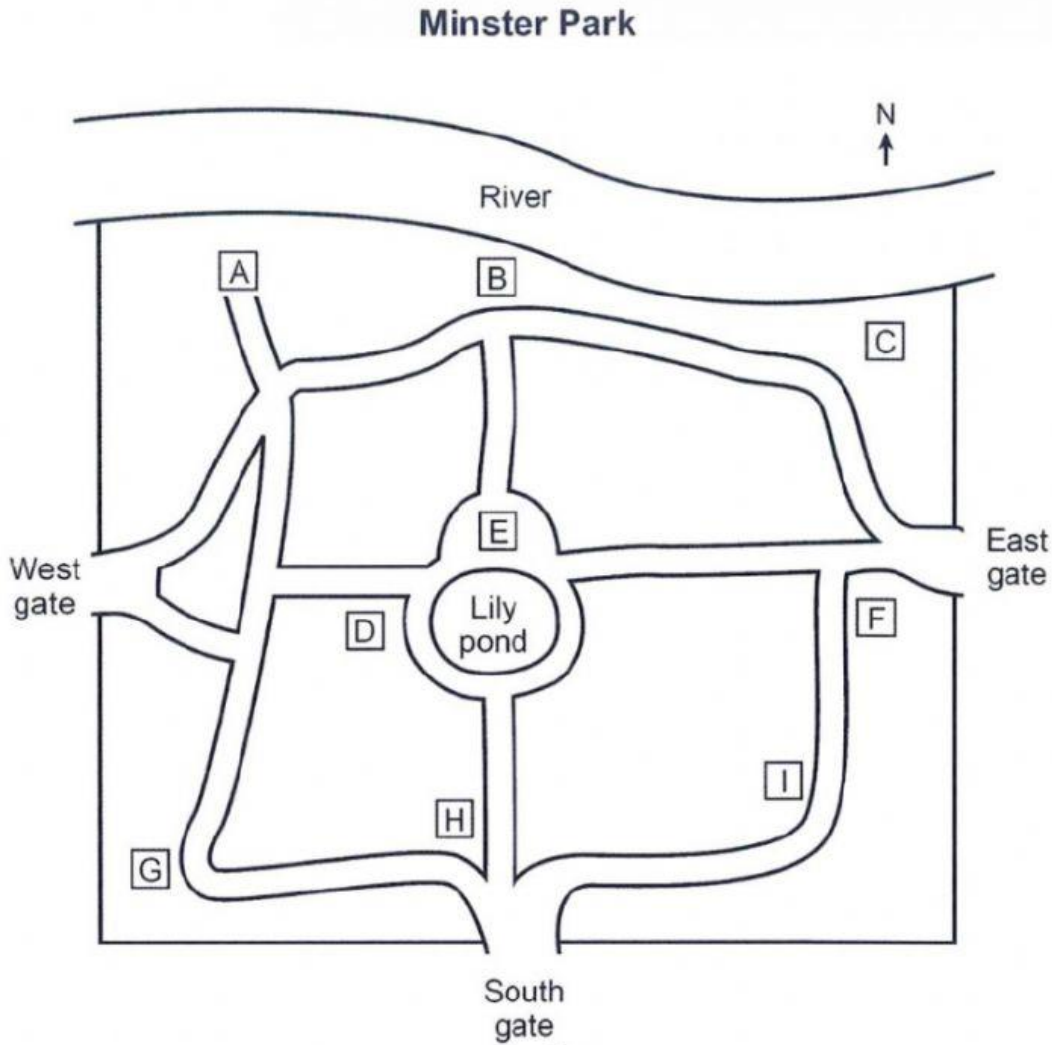 Minster Park
N
River
A
B
C
West
gate
E
East
gate
Lily
pond
D
F
I
H
G
South
gate